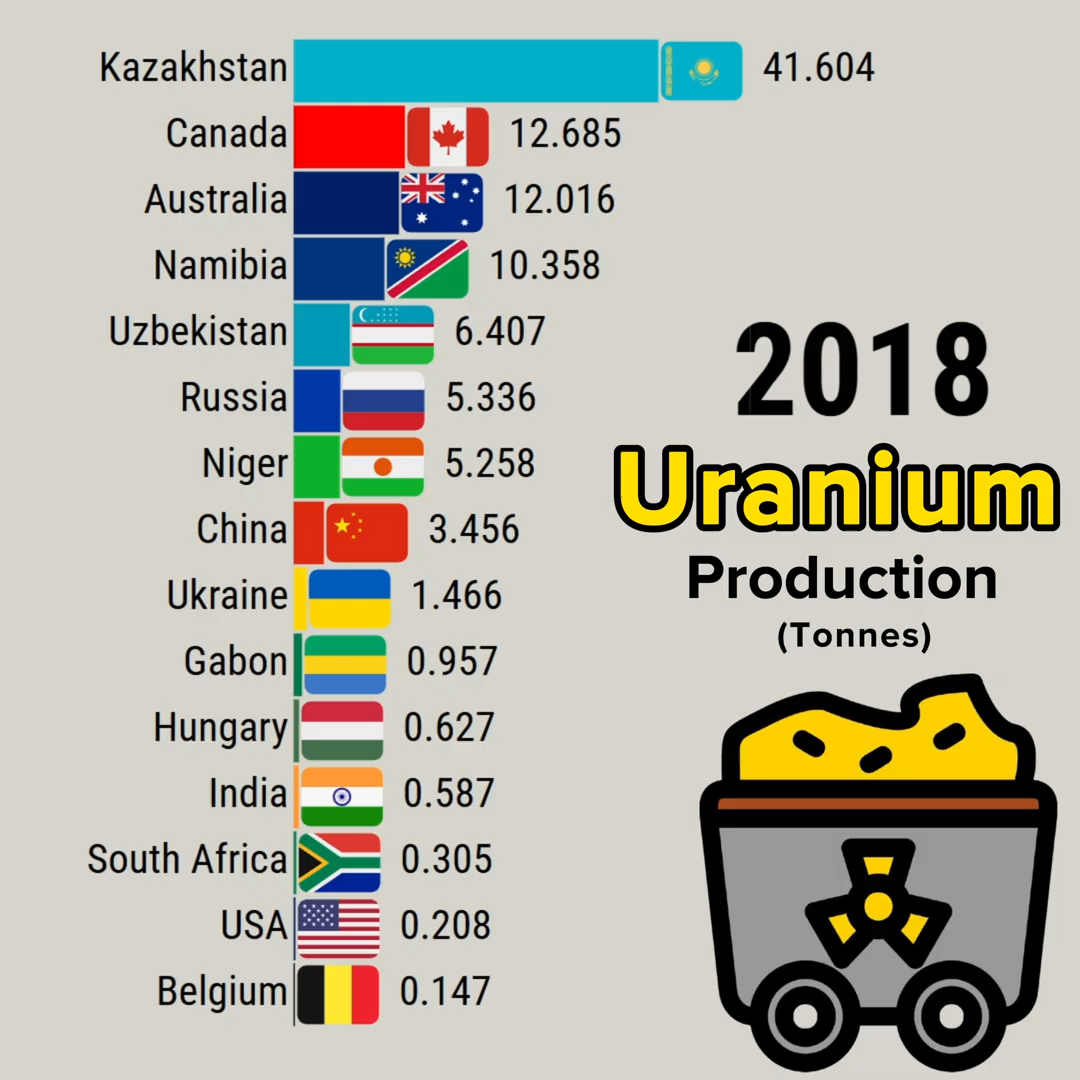 Kazakhstan 41.604
Canada 12.685
Australia 12.016
Namibia 10.358
Uzbekistan 6.407
Russia 5.336
Niger 5.258
China 3.456
Ukraine 1.466
Gabon 0.957
Hungary 0.627
India 0.587
South Africa 0.305
USA 0.208
Belgium 0.147
2018
Uranium
Production
(Tonnes)